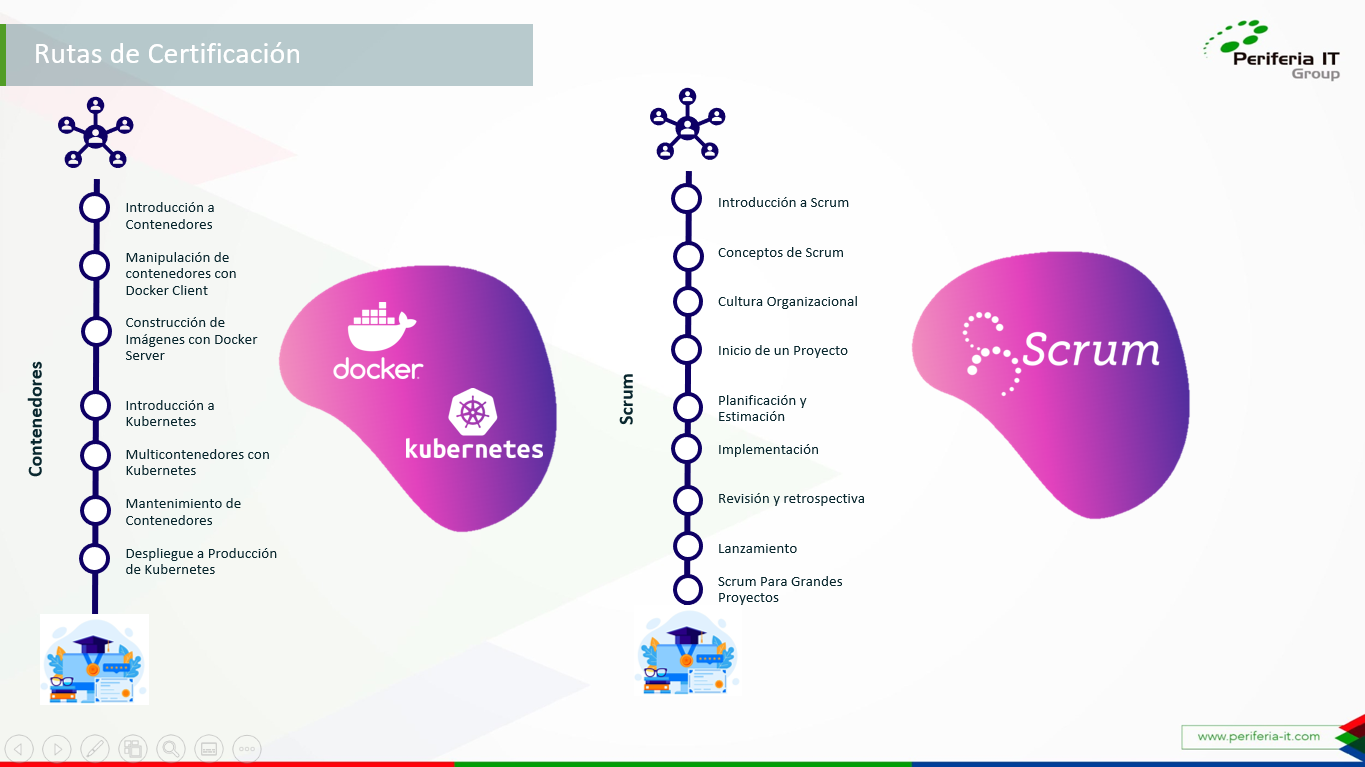 Rutas de Certificación
Periferia IT
Group
Contenedores
Introducción a
Contenedores
Manipulación de
contenedores con
Docker Client
Construcción de
Imágenes con Docker
Server
Introducción a
Kubernetes
Multicontenedores con
Kubernetes
Mantenimiento de
Contenedores
Despliegue a Producción
de Kubernetes
docker
kubernetes
Scrum
Introducción a Scrum
Conceptos de Scrum
Cultura Organizacional
Inicio de un Proyecto
Planificación y
Estimación
Implementación
Revisión y retrospectiva
Lanzamiento
Scrum Para Grandes
Proyectos
Scrum
www.periferia-it.com